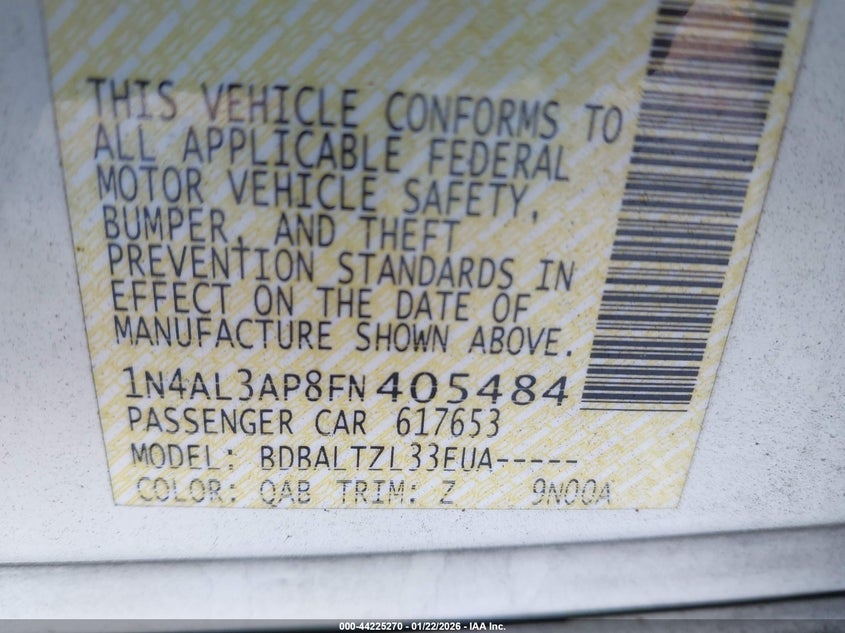 THIS VEHICLE CONFORMS TO
ALL APPLICABLE FEDERAL
MOTOR VEHICLE SAFETY,
BUMPER, AND THEFT
PREVENTION STANDARDS IN
EFFECT ON THE DATE OF
MANUFACTURE SHOWN ABOVE.
1N4AL3AP8FN405484
PASSENGER CAR 617653
MODEL: BDBALTZL33EUA-----
COLOR: QAB TRIM: Z 9N00A
000-44225270 - 01/22/2026 - IAA Inc.